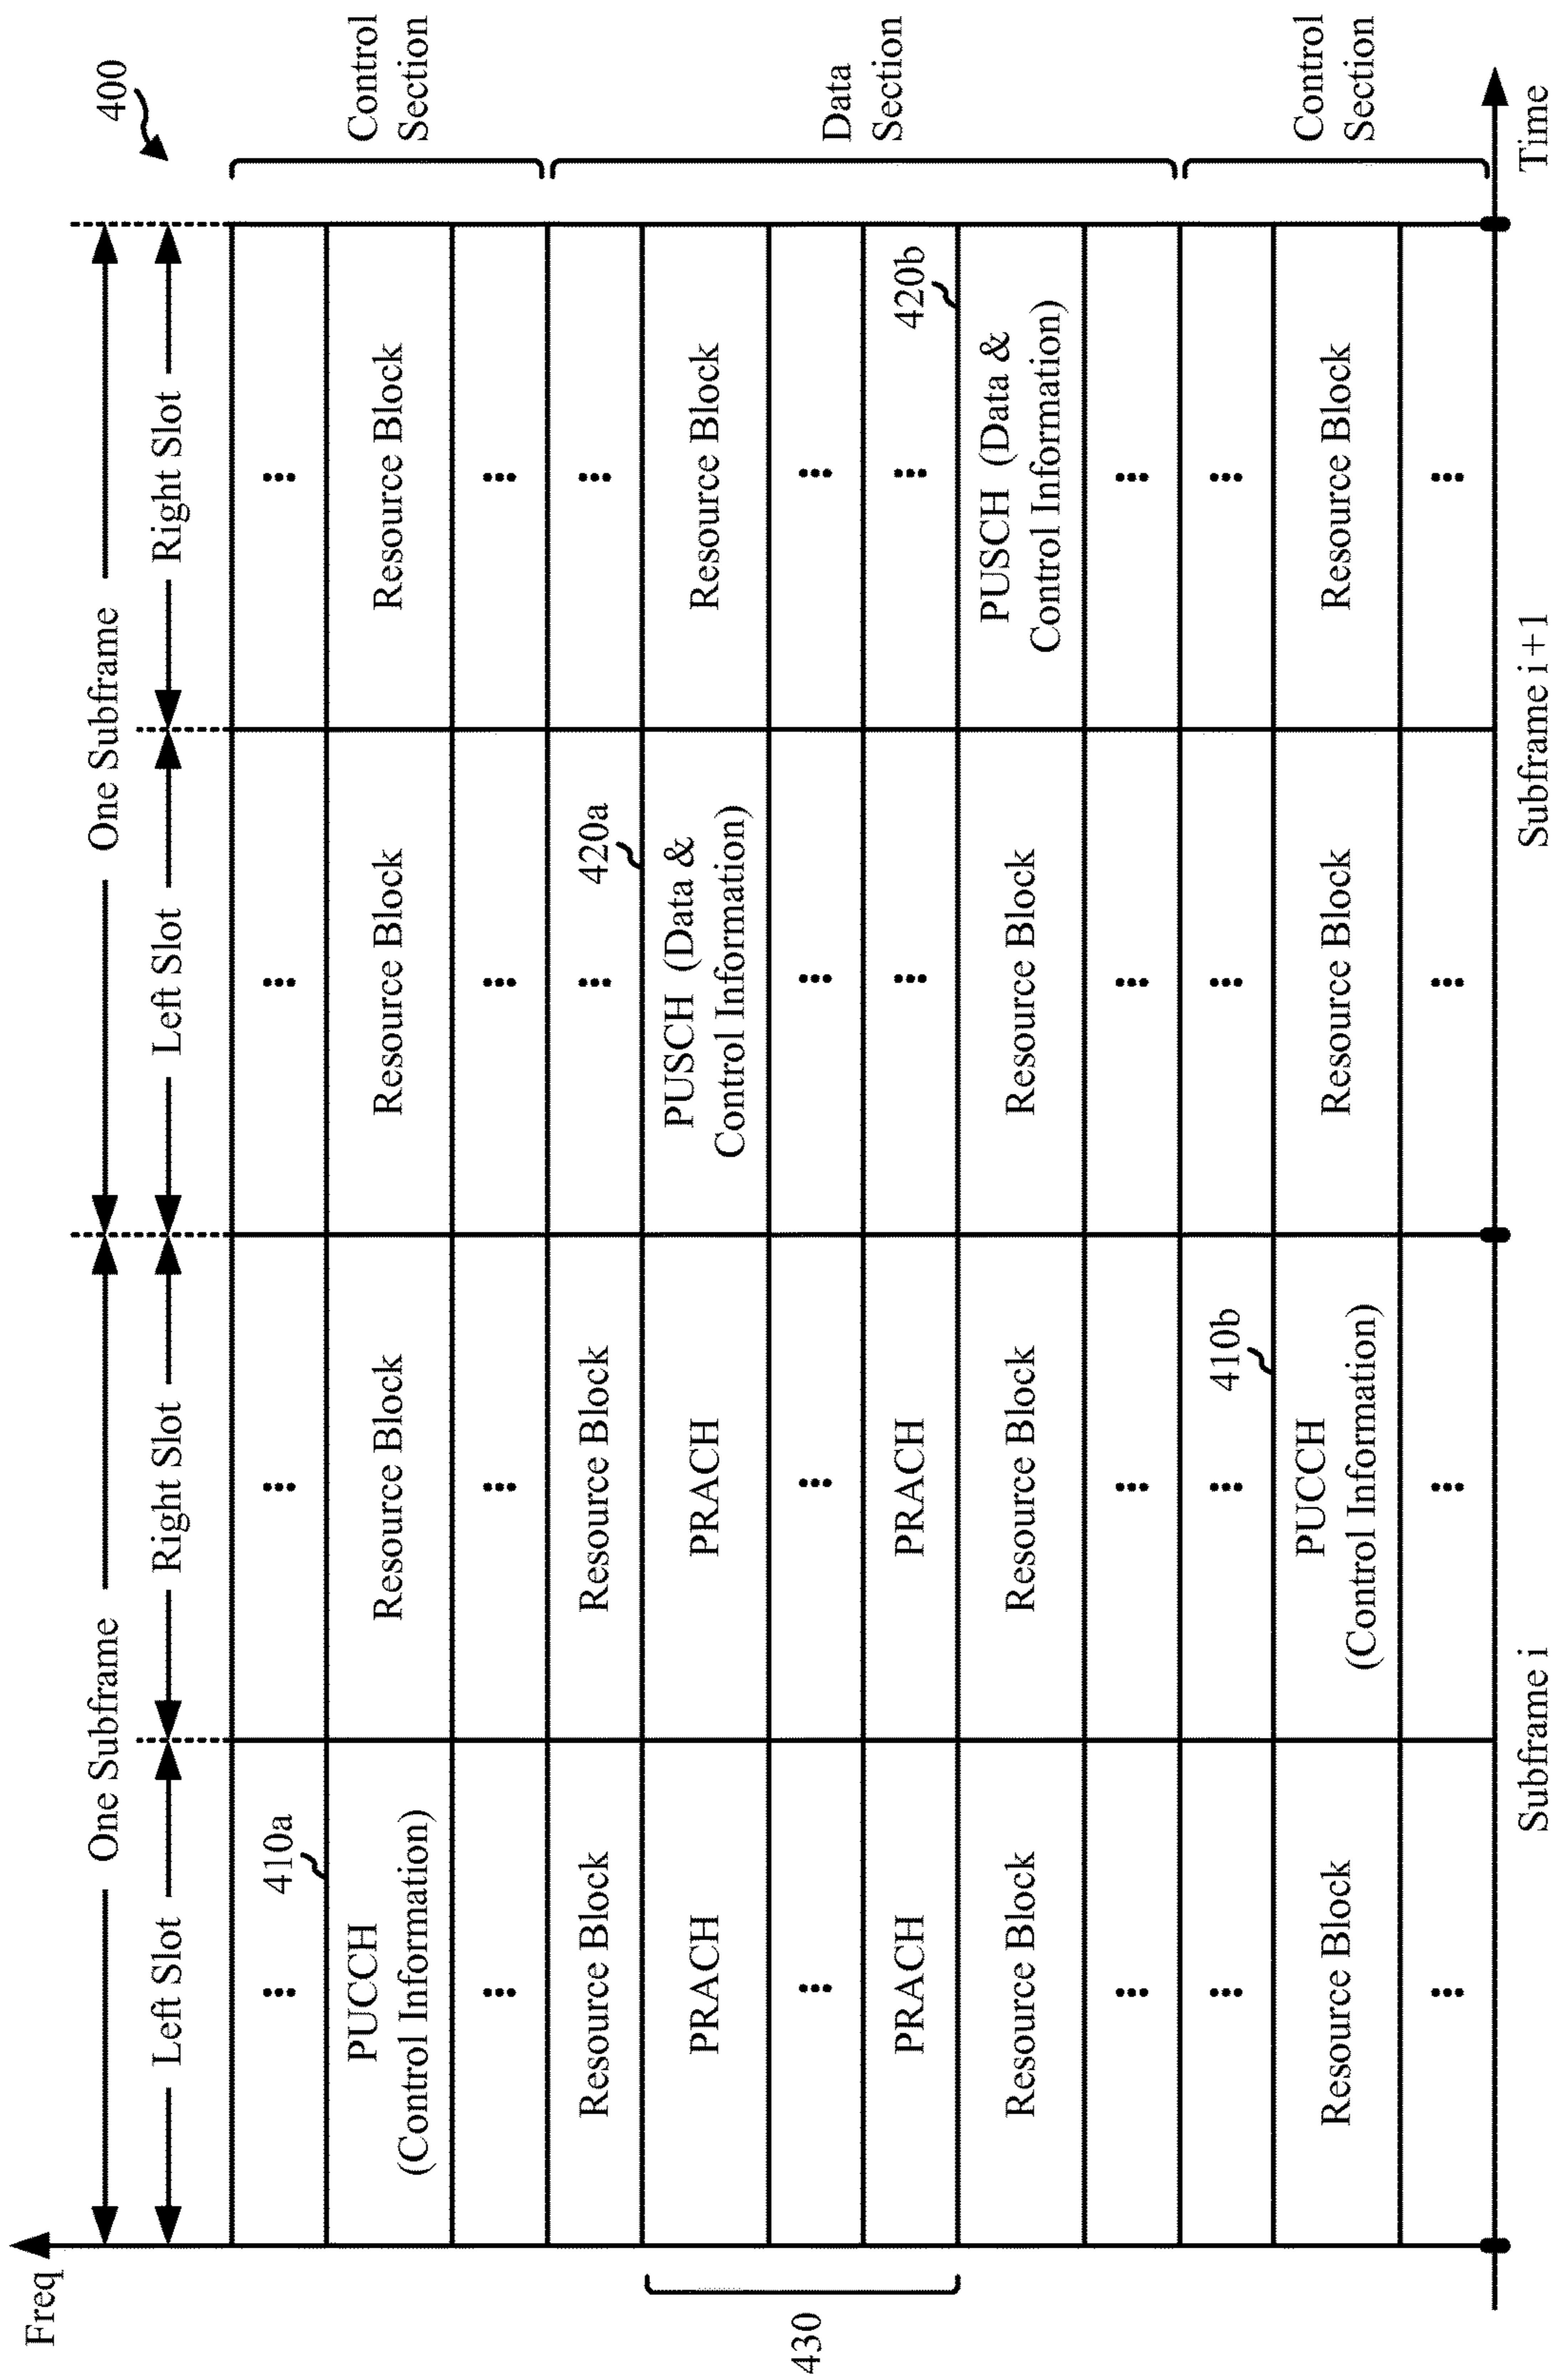 400
Freq
One Subframe
One Subframe
Left Slot
Right Slot
Left Slot
Right Slot
410a
⋮
⋮
⋮
⋮
PUCCH
(Control Information)
Resource Block
Resource Block
Resource Block
Control
Section
⋮
⋮
⋮
⋮
Resource Block
Resource Block
⋮
420a
⋮
430
PRACH
PRACH
PUSCH (Data &
Control Information)
Resource Block
⋮
⋮
⋮
⋮
Data
Section
PRACH
PRACH
⋮
⋮
420b
Resource Block
Resource Block
Resource Block
PUSCH (Data &
Control Information)
⋮
⋮
⋮
⋮
⋮
⋮
410b
⋮
⋮
Resource Block
PUCCH
(Control Information)
Resource Block
Resource Block
Control
Section
⋮
⋮
⋮
⋮
Subframe i
Subframe i+1
Time